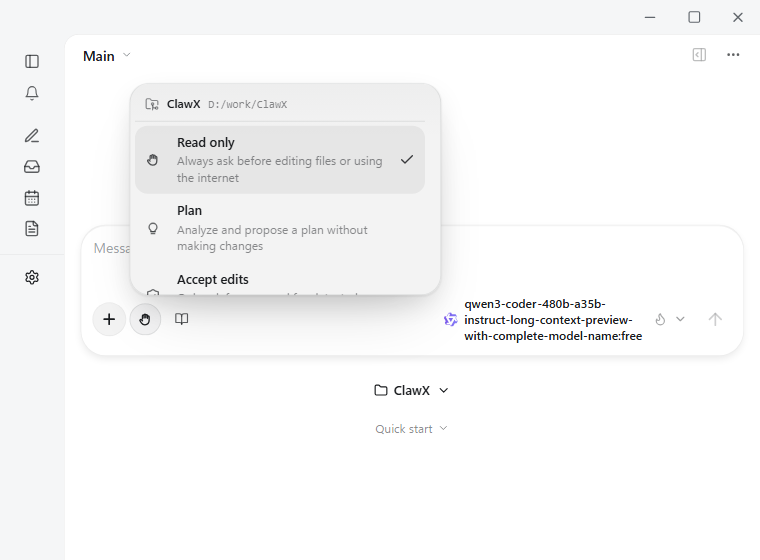 Main
ClawX D:/work/ClawX
Read only
Always ask before editing files or using
the internet
Plan
Analyze and propose a plan without
making changes
Accept edits
Messa
qwen3-coder-480b-a35b-
instruct-long-context-preview-
with-complete-model-name:free
ClawX
Quick start